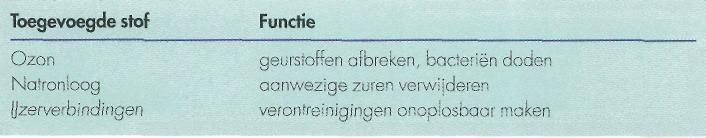 Toegevoegde stof Functie
Ozon geurstoffen afbreken, bacteriën doden
Natronloog aanwezige zuren verwijderen
IJzerverbindingen verontreinigingen onoplosbaar maken